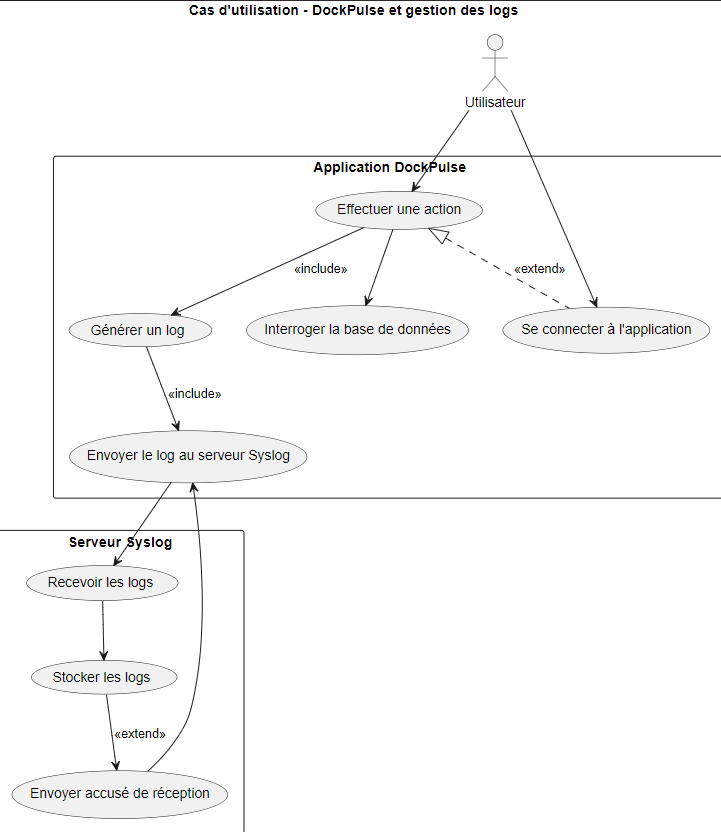 Cas d'utilisation - DockPulse et gestion des logs
Utilisateur
Application DockPulse
Effectuer une action
«include»
«extend»
Générer un log
Interroger la base de données
Se connecter à l'application
«include»
Envoyer le log au serveur Syslog
Serveur Syslog
Recevoir les logs
Stocker les logs
«extend»
Envoyer accusé de réception